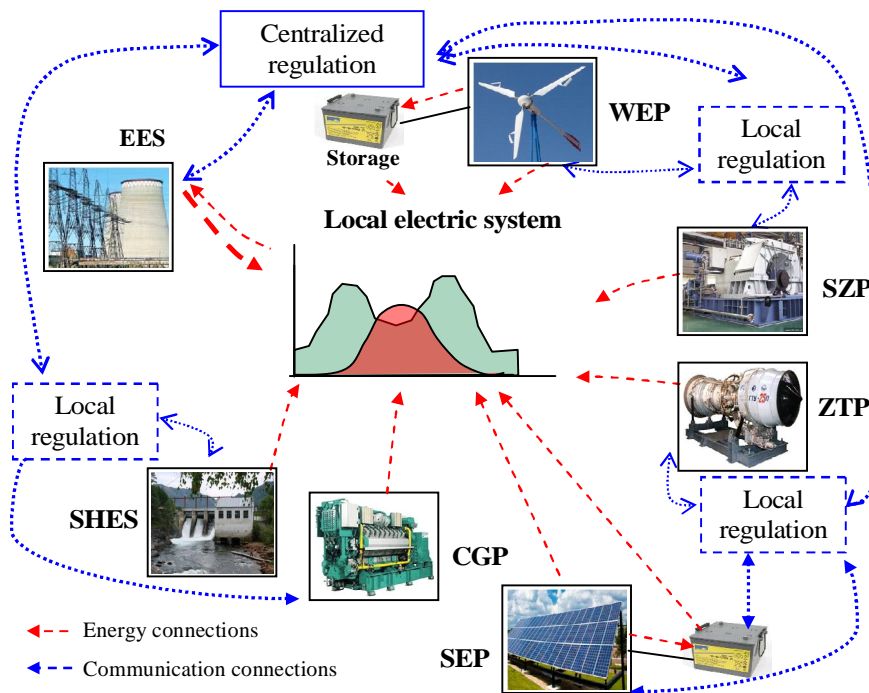 Centralized
regulation
EES
WEP
Storage
Local
regulation
Local electric system
SZP
Local
regulation
ZTP
SHES
CGP
Local
regulation
SEP
Energy connections
Communication connections